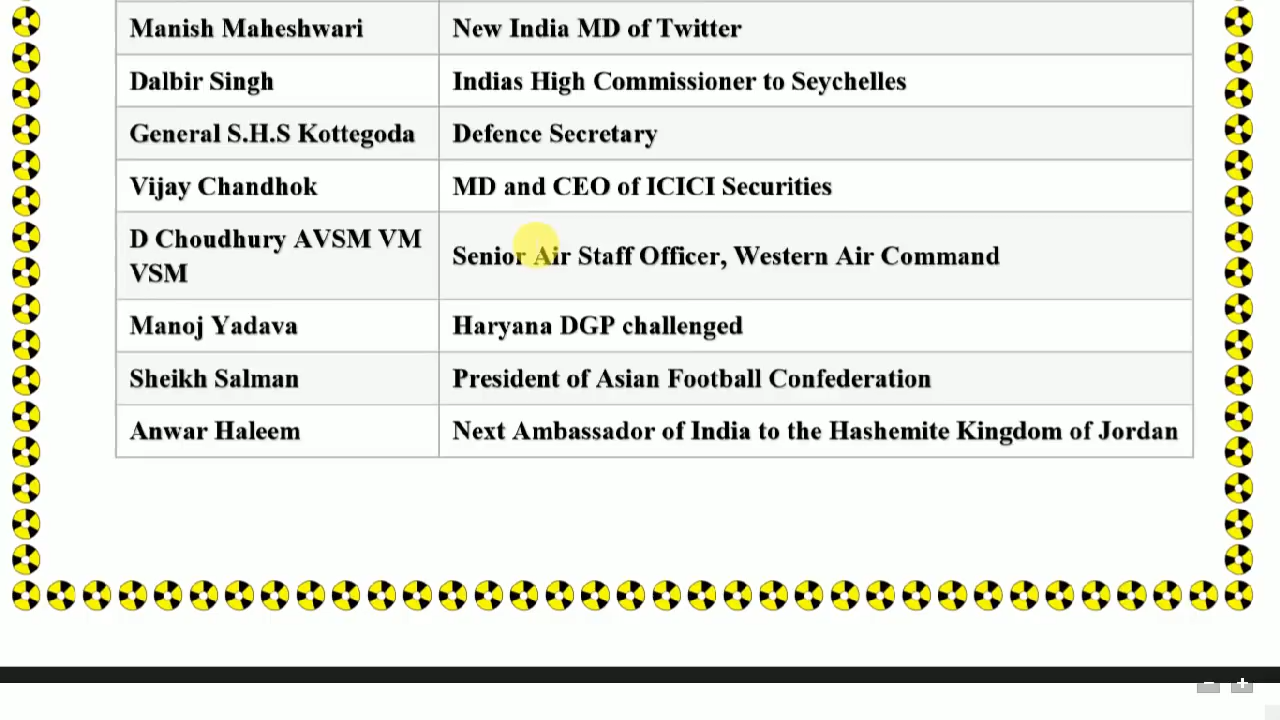 Manish Maheshwari New India MD of Twitter
Dalbir Singh Indias High Commissioner to Seychelles
General S.H.S Kottegoda Defence Secretary
Vijay Chandhok MD and CEO of ICICI Securities
D Choudhury AVSM VM
VSM
Senior Air Staff Officer, Western Air Command
Manoj Yadava Haryana DGP challenged
Sheikh Salman President of Asian Football Confederation
Anwar Haleem Next Ambassador of India to the Hashemite Kingdom of Jordan